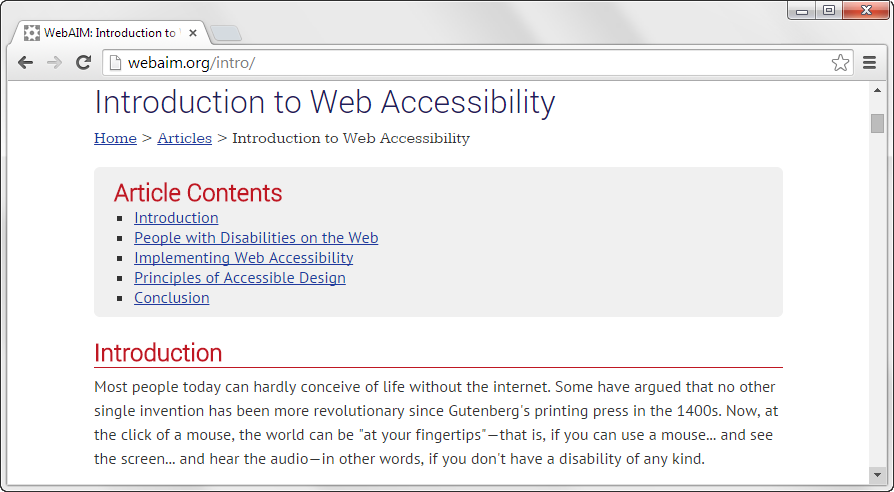 WebAIM: Introduction to
webaim.org/intro/
Introduction to Web Accessibility
Home > Articles > Introduction to Web Accessibility
Article Contents
Introduction
People with Disabilities on the Web
Implementing Web Accessibility
Principles of Accessible Design
Conclusion
Introduction
Most people today can hardly conceive of life without the internet. Some have argued that no other
single invention has been more revolutionary since Gutenberg's printing press in the 1400s. Now, at
the click of a mouse, the world can be "at your fingertips"—that is, if you can use a mouse... and see
the screen... and hear the audio—in other words, if you don't have a disability of any kind.